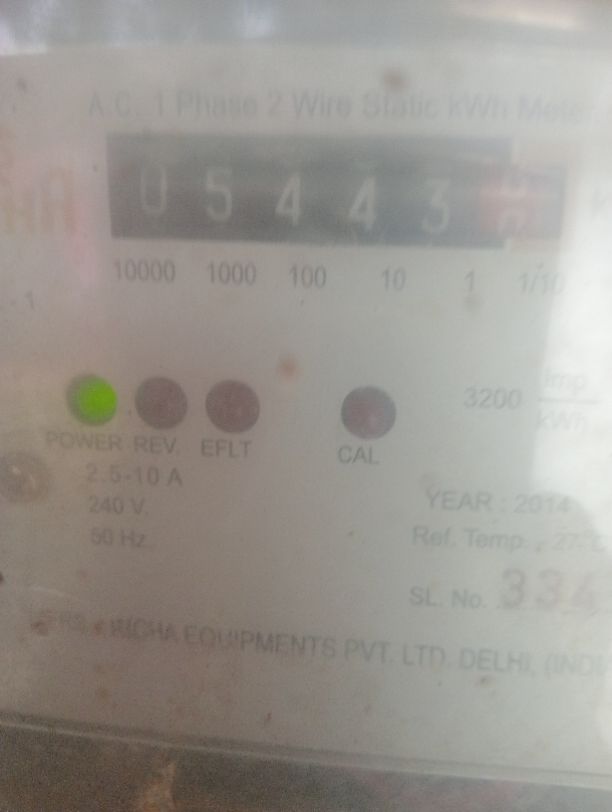 A.C. 1 Phase 2 Wire Static kWh Meter
0 5 4 4 3
10000 1000 100 10 1 1/10
3200 Imp/kWh
POWER REV. EFLT CAL
2.5-10 A
240 V.
50 Hz.
YEAR : 2014
Ref. Temp. 27°C
SL. No. 334
EQUIPMENTS PVT. LTD. DELHI, (INDI